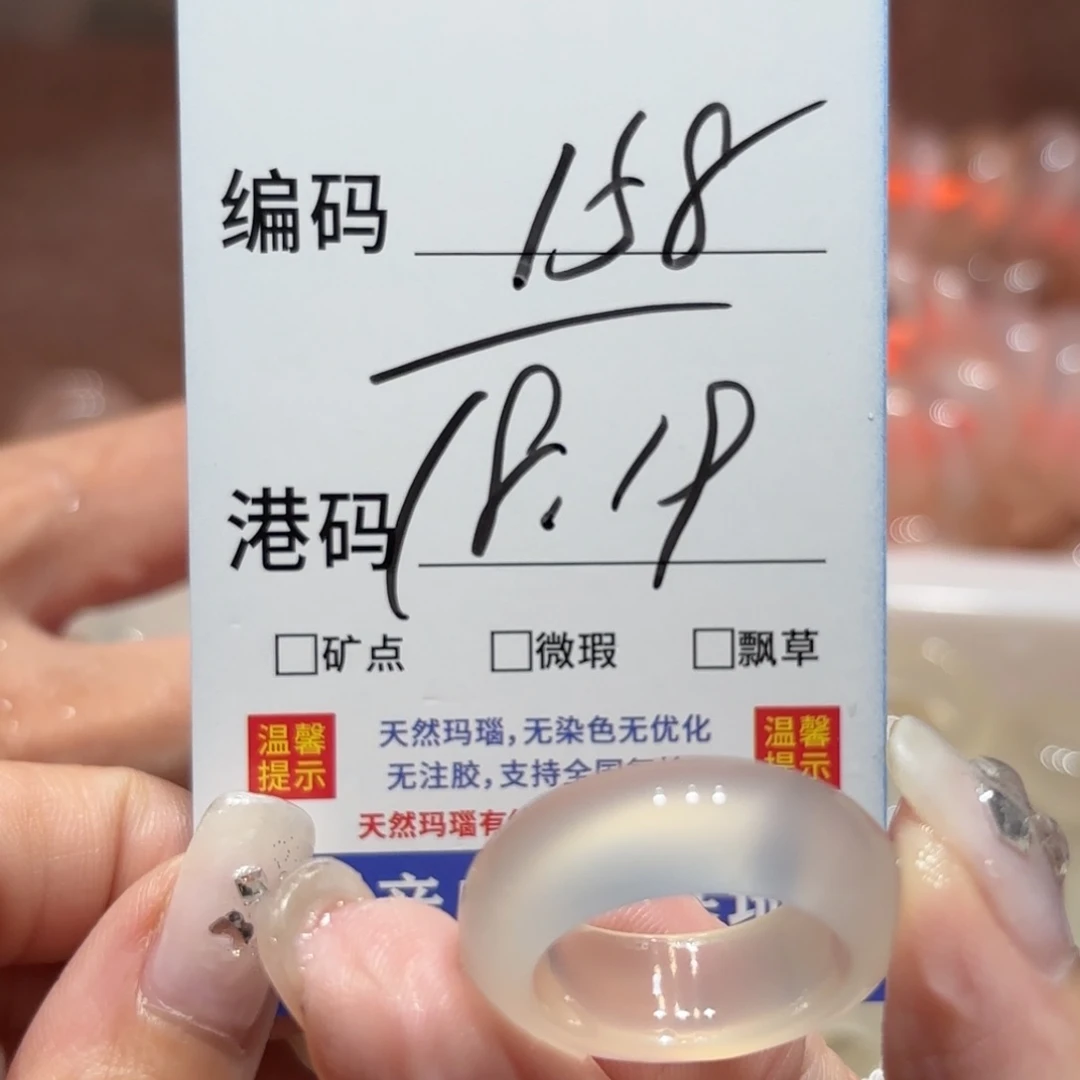 编码 158
港码 18.19
□矿点 □微瑕 □飘草
温馨提示 天然玛瑙，无染色无优化 温馨提示
无注胶，支持全国
天然玛瑙有